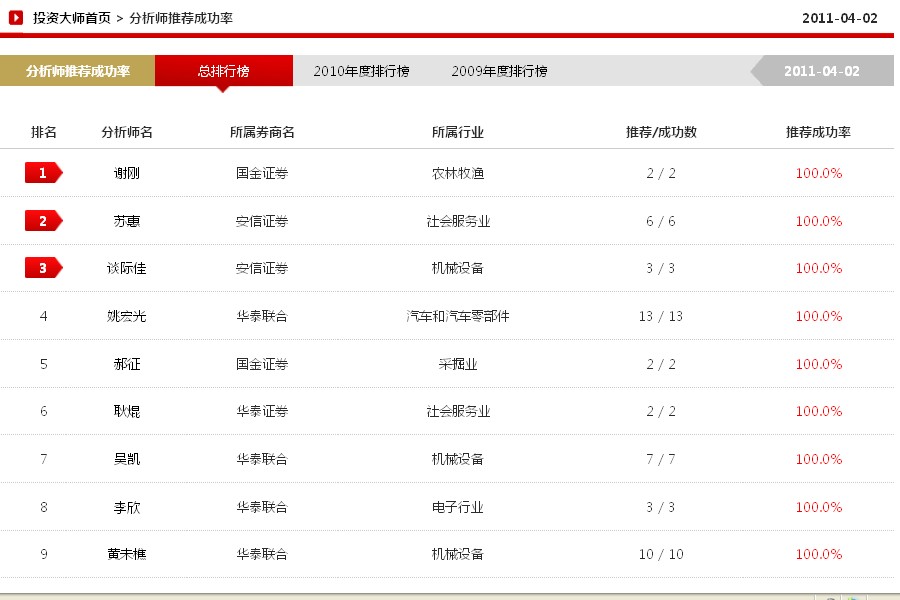 投资大师首页 > 分析师推荐成功率 2011-04-02
分析师推荐成功率 总排行榜 2010年度排行榜 2009年度排行榜 2011-04-02
排名 分析师名 所属券商名 所属行业 推荐/成功数 推荐成功率
1 谢刚 国金证券 农林牧渔 2 / 2 100.0%
2 苏惠 安信证券 社会服务业 6 / 6 100.0%
3 谈际佳 安信证券 机械设备 3 / 3 100.0%
4 姚宏光 华泰联合 汽车和汽车零部件 13 / 13 100.0%
5 郝征 国金证券 采掘业 2 / 2 100.0%
6 耿焜 华泰证券 社会服务业 2 / 2 100.0%
7 吴凯 华泰联合 机械设备 7 / 7 100.0%
8 李欣 华泰联合 电子行业 3 / 3 100.0%
9 黄未樵 华泰联合 机械设备 10 / 10 100.0%